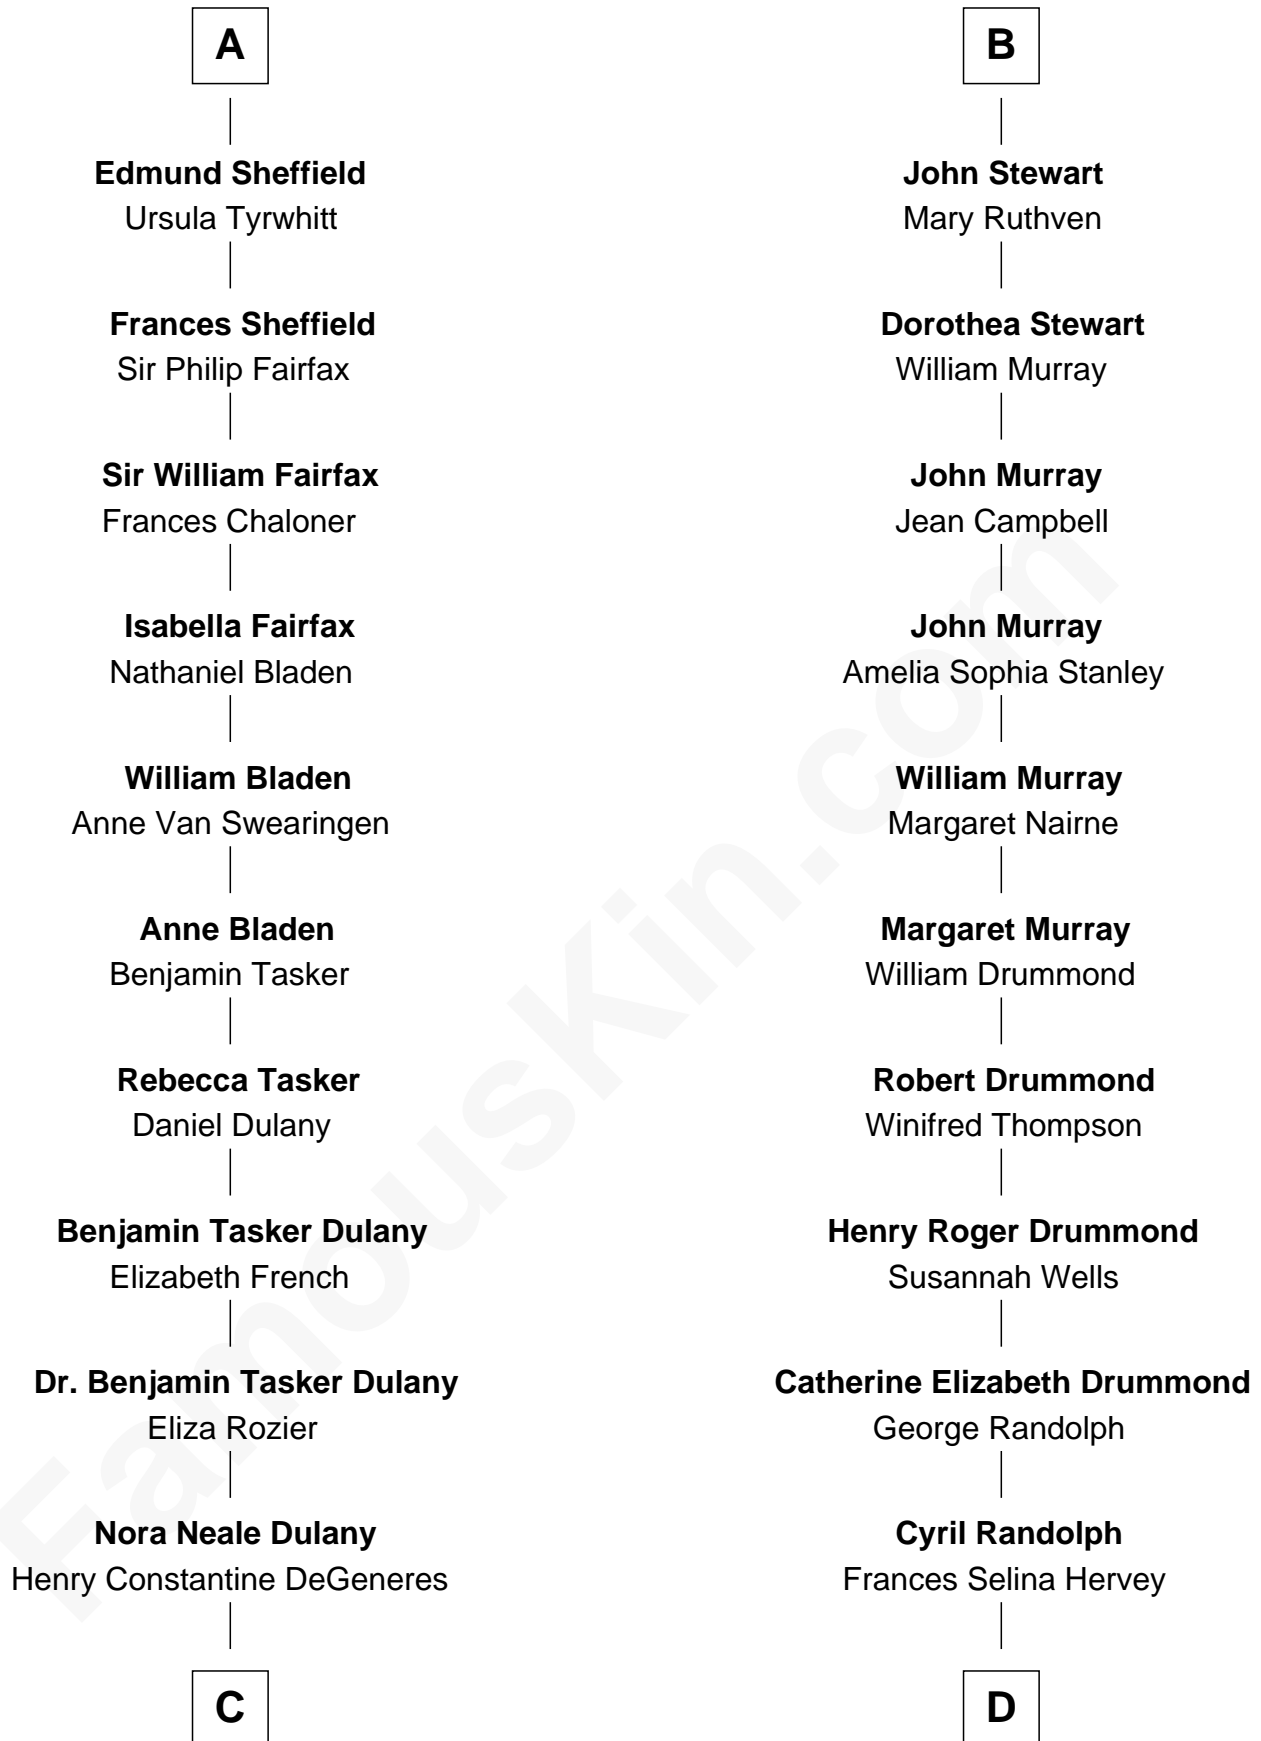 A
Edmund Sheffield
Ursula Tyrwhitt
Frances Sheffield
Sir Philip Fairfax
Sir William Fairfax
Frances Chaloner
Isabella Fairfax
Nathaniel Bladen
William Bladen
Anne Van Swearingen
Anne Bladen
Benjamin Tasker
Rebecca Tasker
Daniel Dulany
Benjamin Tasker Dulany
Elizabeth French
Dr. Benjamin Tasker Dulany
Eliza Rozier
Nora Neale Dulany
Henry Constantine DeGeneres
C
B
John Stewart
Mary Ruthven
Dorothea Stewart
William Murray
John Murray
Jean Campbell
John Murray
Amelia Sophia Stanley
William Murray
Margaret Nairne
Margaret Murray
William Drummond
Robert Drummond
Winifred Thompson
Henry Roger Drummond
Susannah Wells
Catherine Elizabeth Drummond
George Randolph
Cyril Randolph
Frances Selina Hervey
D
FamousKin.com